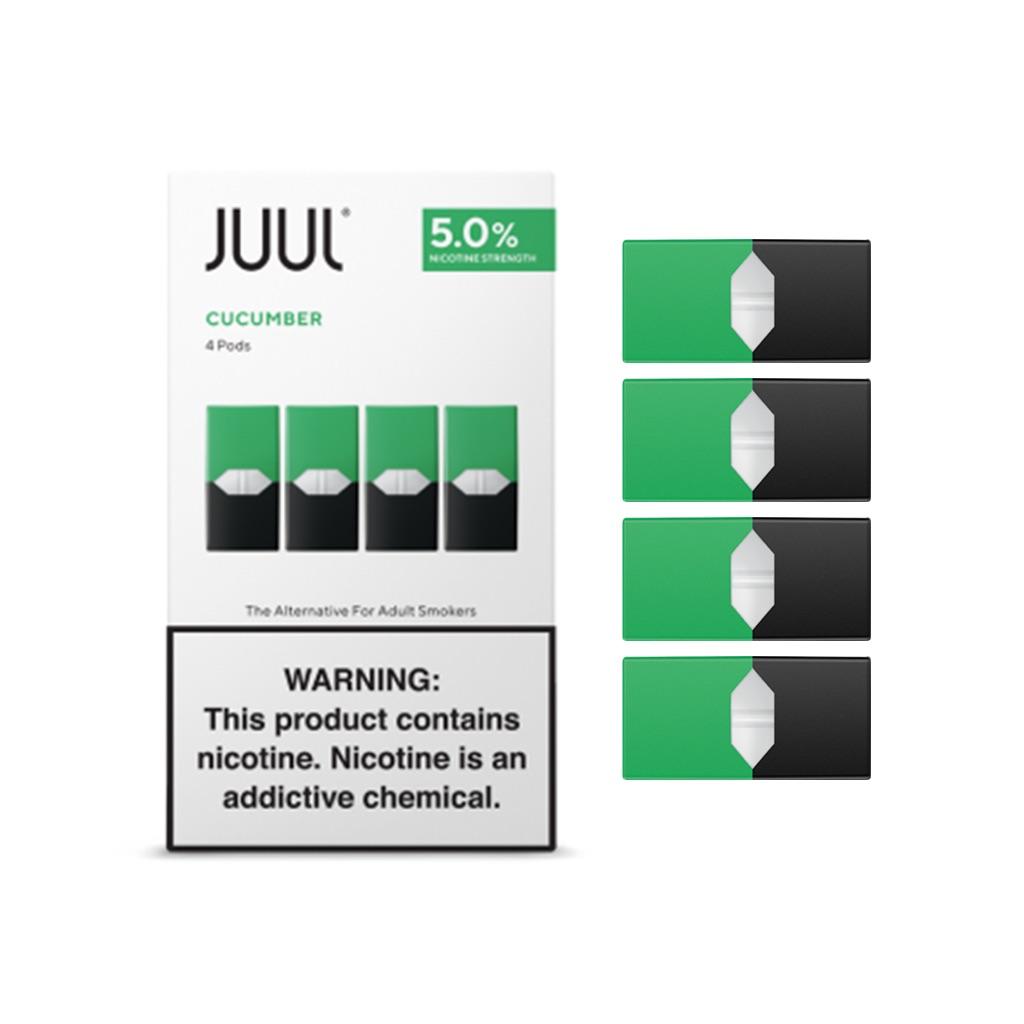 JUUL®
5.0%
NICOTINE STRENGTH
CUCUMBER
4 Pods
The Alternative For Adult Smokers
WARNING:
This product contains
nicotine. Nicotine is an
addictive chemical.